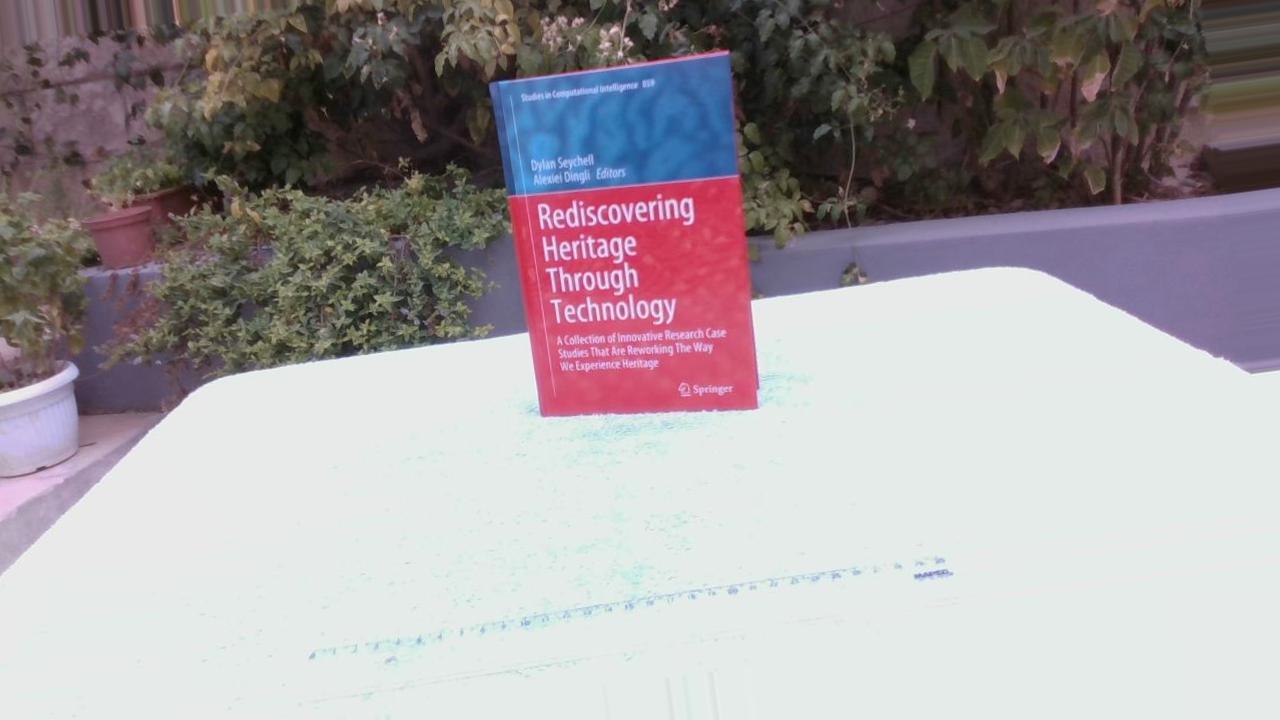 Studies in Computational Intelligence 859
Dylan Seychell
Alexiei Dingli Editors
Rediscovering
Heritage
Through
Technology
A Collection of Innovative Research Case
Studies That Are Reworking The Way
We Experience Heritage
Springer